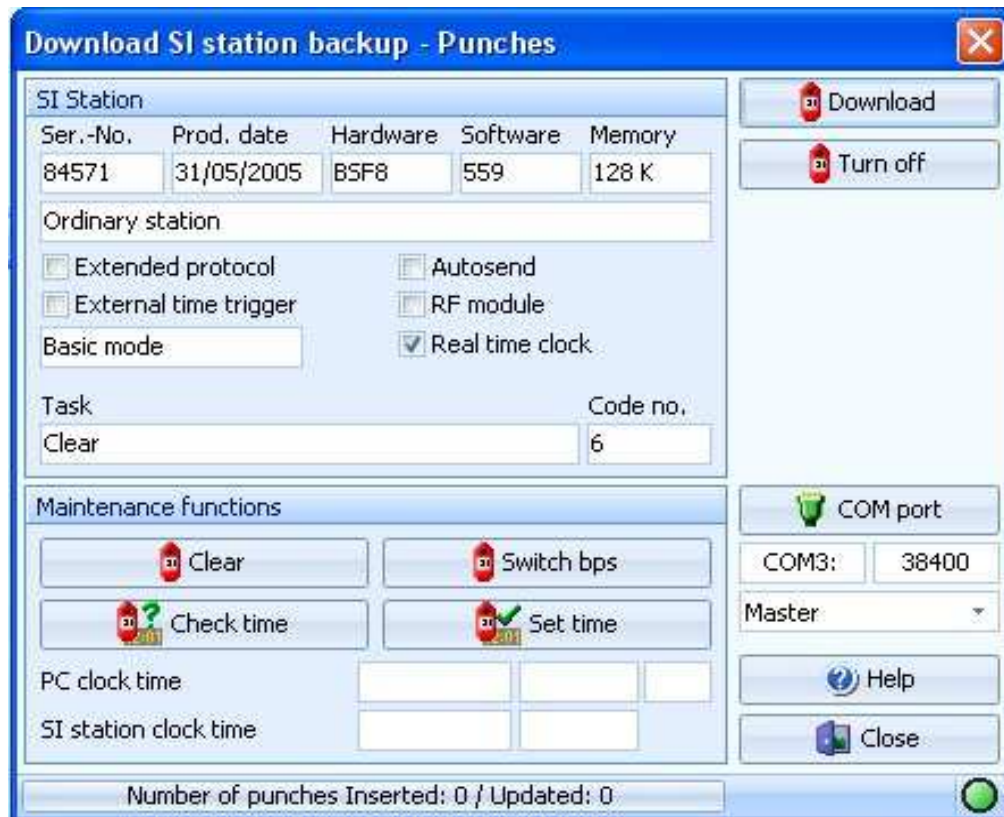 Download SI station backup - Punches
SI Station
Ser.-No. Prod. date Hardware Software Memory
84571 31/05/2005 BSF8 559 128 K
Ordinary station
Extended protocol Autosend
External time trigger RF module
Basic mode Real time clock
Task Code no.
Clear 6
Download
Turn off
Maintenance functions
Clear Switch bps
Check time Set time
PC clock time
SI station clock time
COM port
COM3: 38400
Master
Help
Close
Number of punches Inserted: 0 / Updated: 0